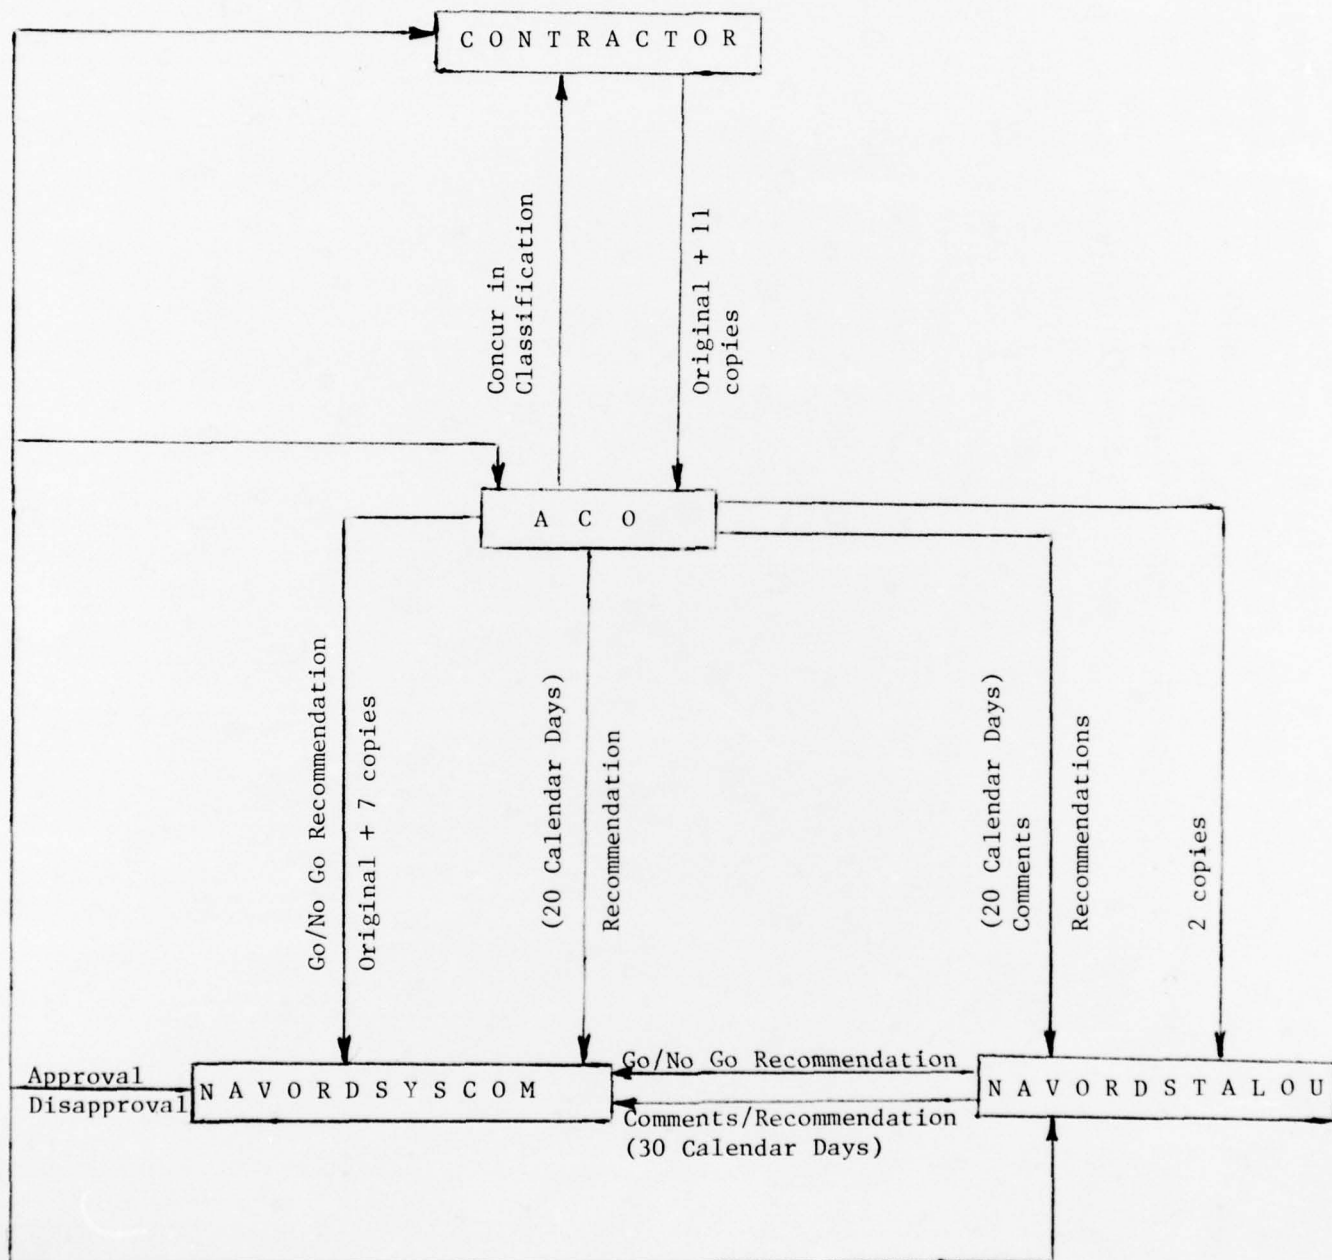 C O N T R A C T O R
Concur in
Classification
Original + 11
copies
A C O
Go/No Go Recommendation
Original + 7 copies
(20 Calendar Days)
Recommendation
(20 Calendar Days)
Comments
Recommendations
2 copies
Approval
Disapproval
N A V O R D S Y S C O M
Go/No Go Recommendation
Comments/Recommendation
(30 Calendar Days)
N A V O R D S T A L O U